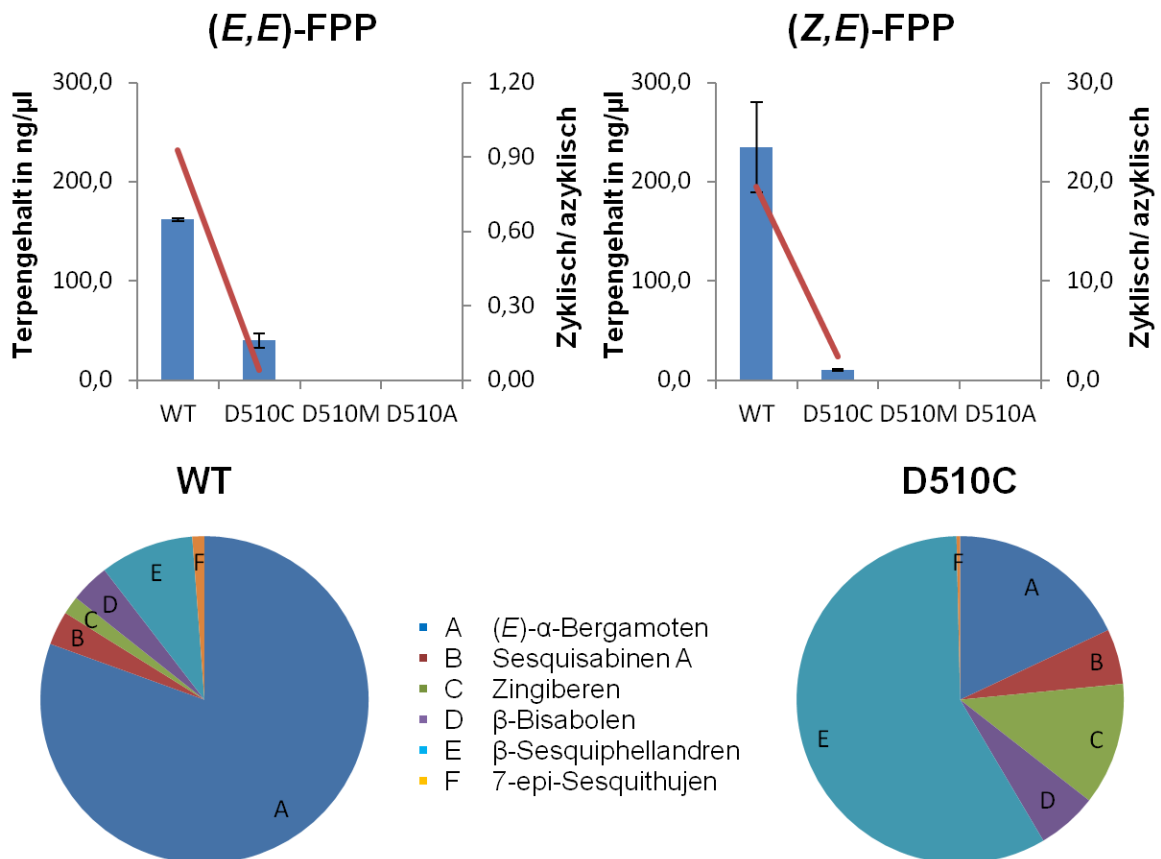 (E,E)-FPP
(Z,E)-FPP
Terpengehalt in ng/µl
300,0
200,0
100,0
0,0
1,20
0,90
0,60
0,30
0,00
Zyklisch/ azyklisch
WT D510C D510M D510A
Terpengehalt in ng/µl
300,0
200,0
100,0
0,0
30,0
20,0
10,0
0,0
Zyklisch/ azyklisch
WT D510C D510M D510A
WT
A
B
C
D
E
F
A (E)-α-Bergamoten
B Sesquisabinen A
C Zingiberen
D β-Bisabolen
E β-Sesquiphellandren
F 7-epi-Sesquithujen
D510C
A
B
C
D
E
F